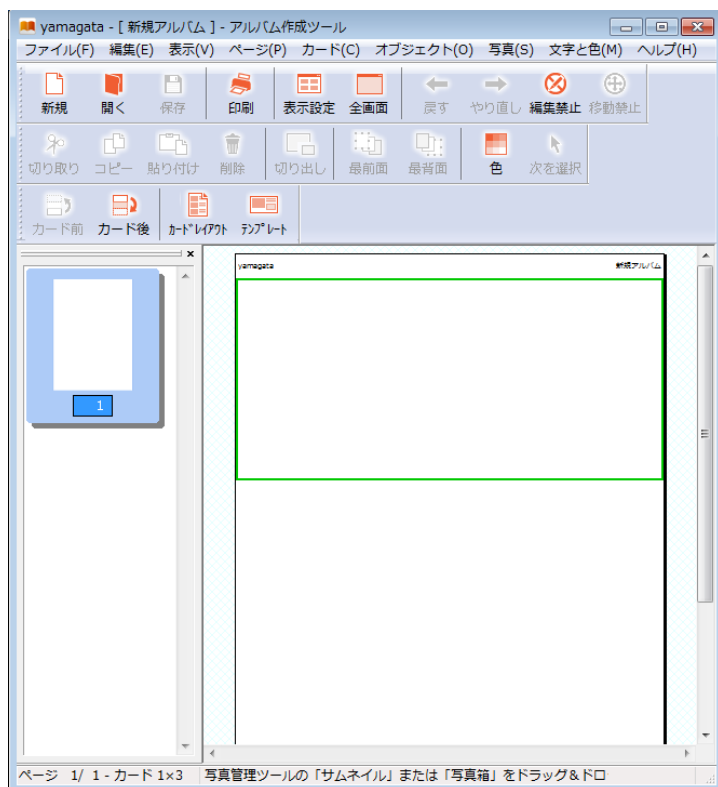 yamagata - [ 新規アルバム ] - アルバム作成ツール
ファイル(F) 編集(E) 表示(V) ページ(P) カード(C) オブジェクト(O) 写真(S) 文字と色(M) ヘルプ(H)
新規 開く 保存 印刷 表示設定 全画面 戻す やり直し 編集禁止 移動禁止
切り取り コピー 貼り付け 削除 切り出し 最前面 最背面 色 次を選択
カード前 カード後 ｶｰﾄﾞﾚｲｱｳﾄ ﾃﾝﾌﾟﾚｰﾄ
yamagata 新規アルバム
1
ページ 1/ 1 - カード 1×3 写真管理ツールの「サムネイル」または「写真箱」をドラッグ&ドロ